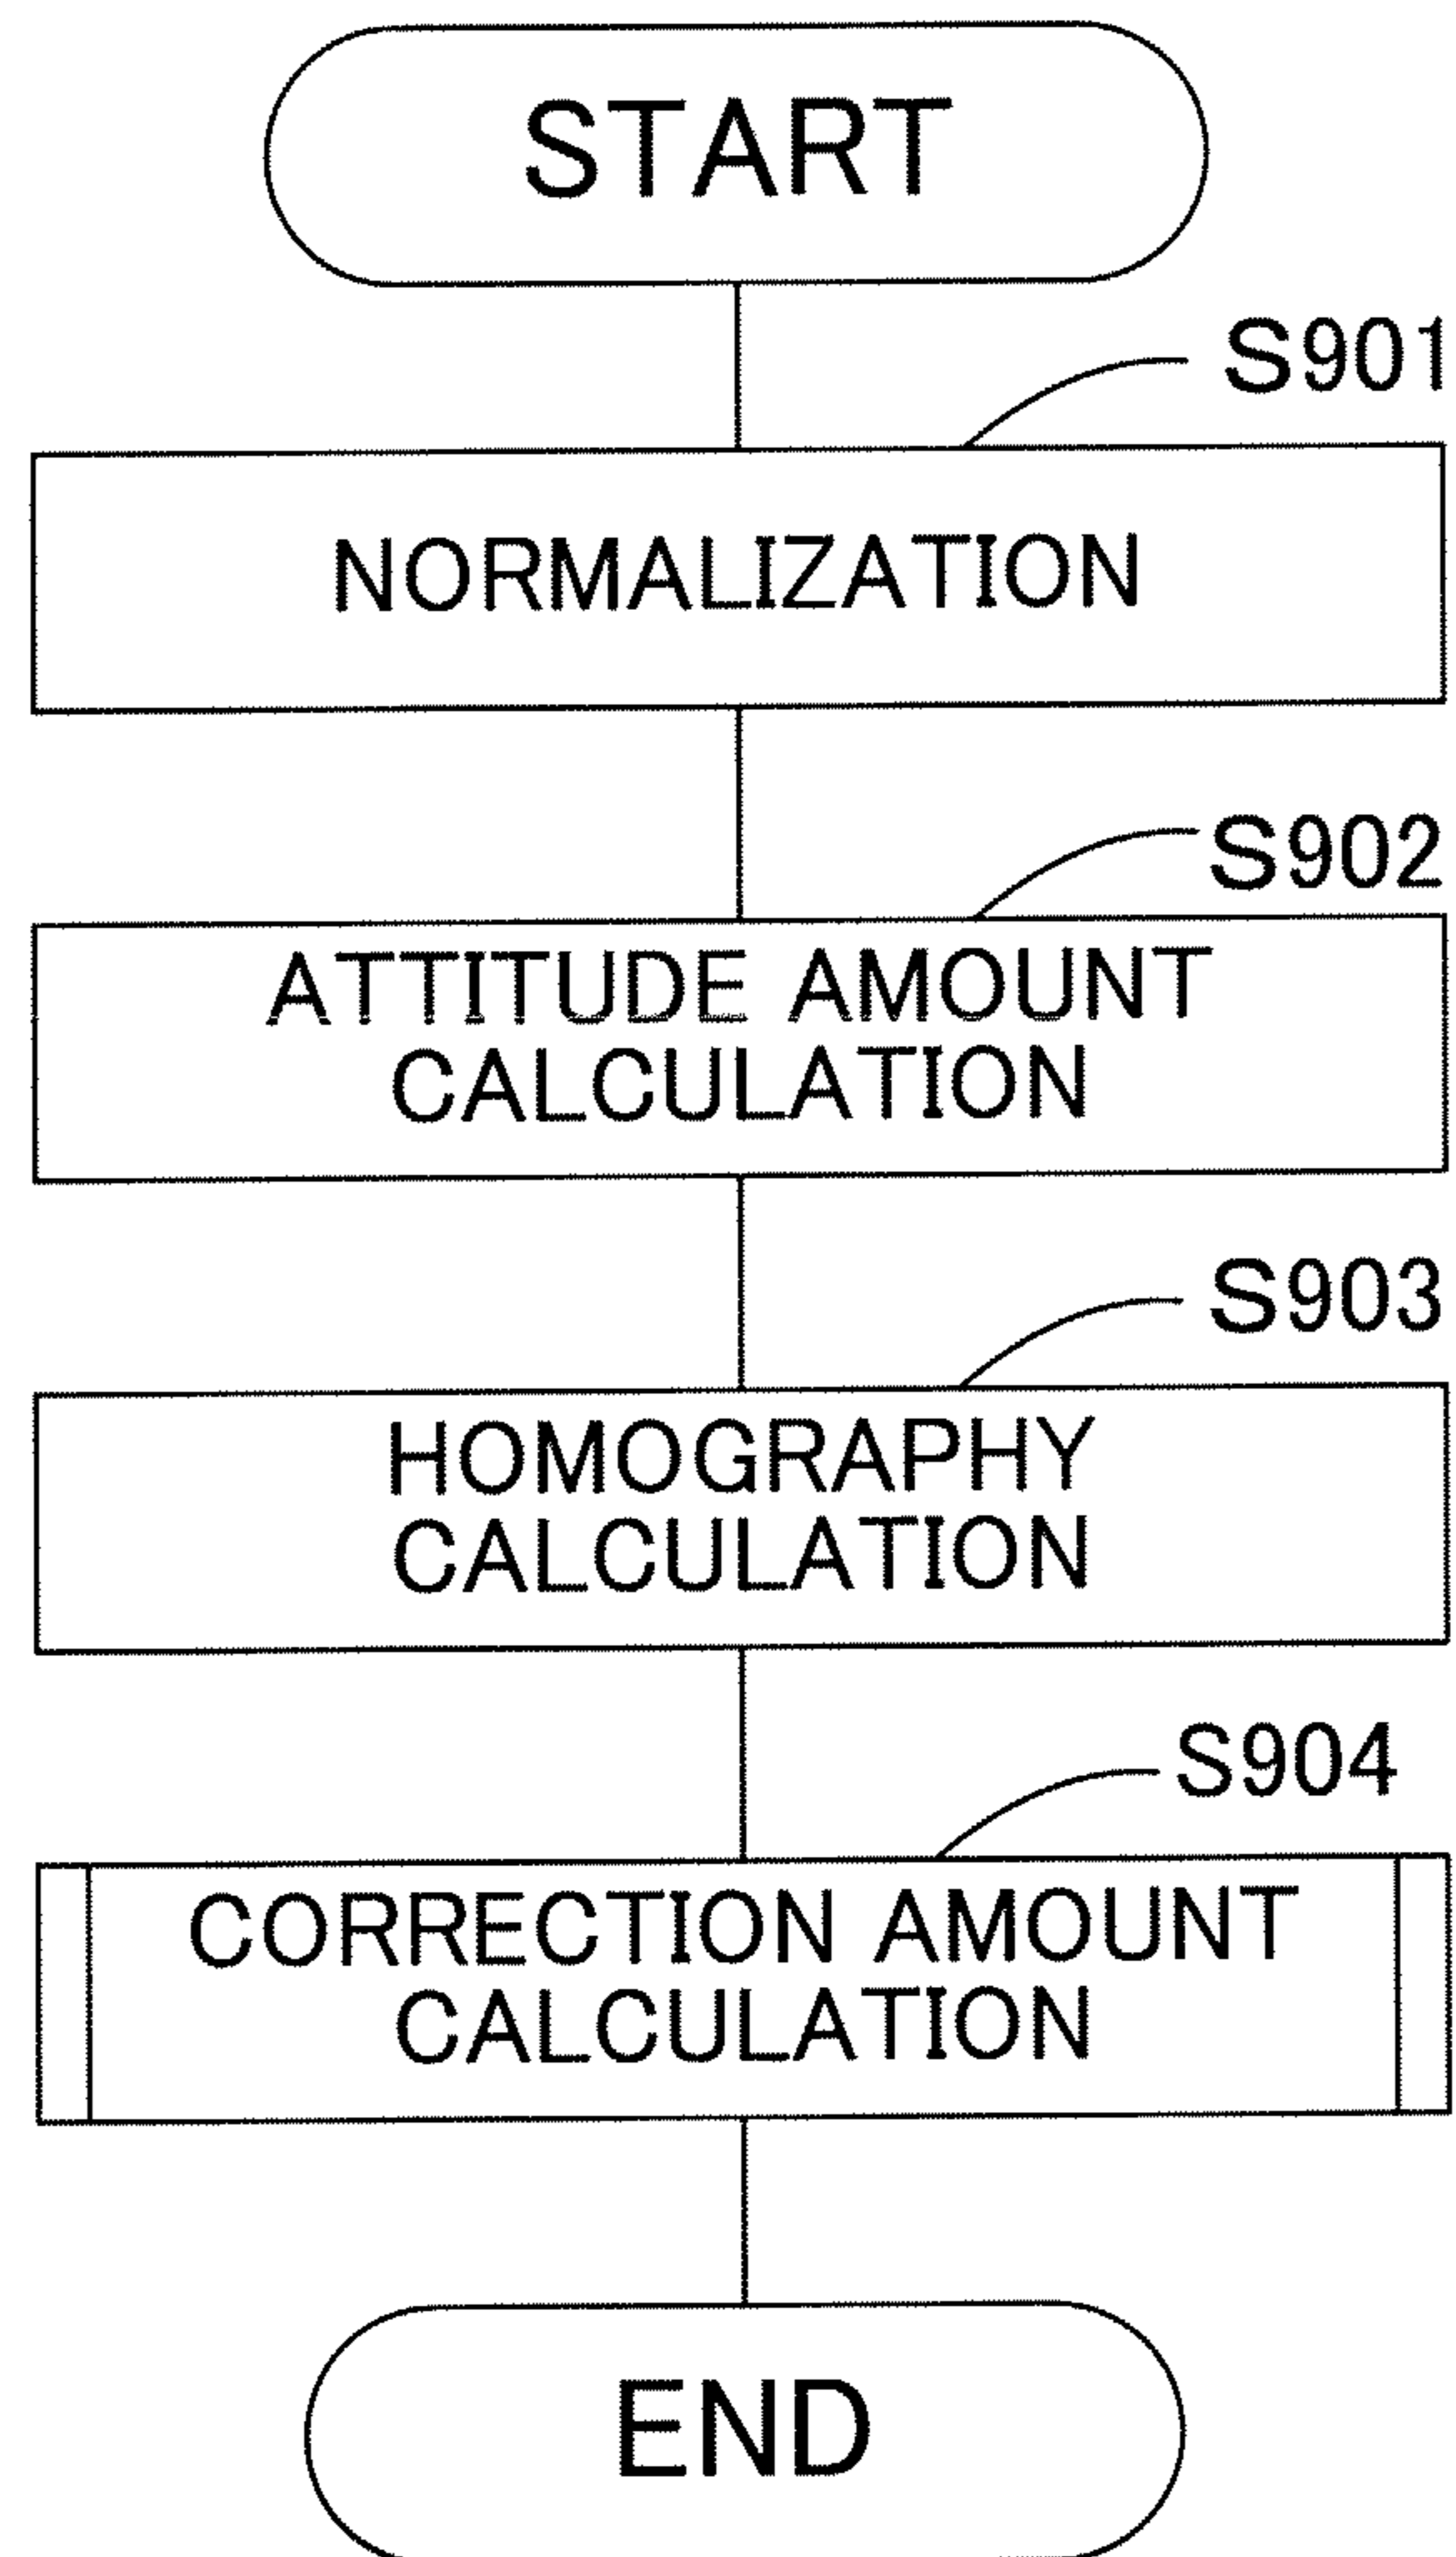 START
S901
NORMALIZATION
S902
ATTITUDE AMOUNT
CALCULATION
S903
HOMOGRAPHY
CALCULATION
S904
CORRECTION AMOUNT
CALCULATION
END